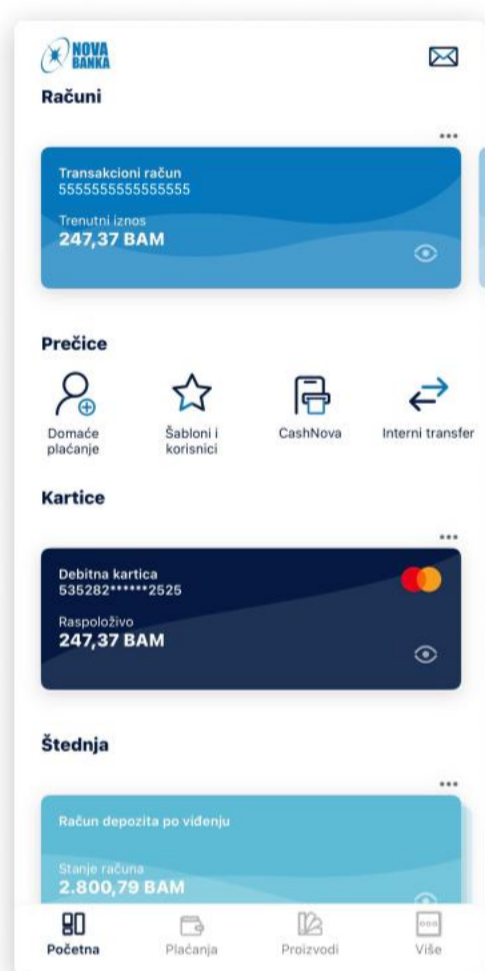 NOVA
BANKA
Računi
Transakcioni račun
5555555555555555
Trenutni iznos
247,37 BAM
Prečice
Domaće
plaćanje
Šabloni i
korisnici
CashNova
Interni transfer
Kartice
Debitna kartica
535282******2525
Raspoloživo
247,37 BAM
Štednja
Račun depozita po viđenju
Stanje računa
2.800,79 BAM
Početna
Plaćanja
Proizvodi
Više